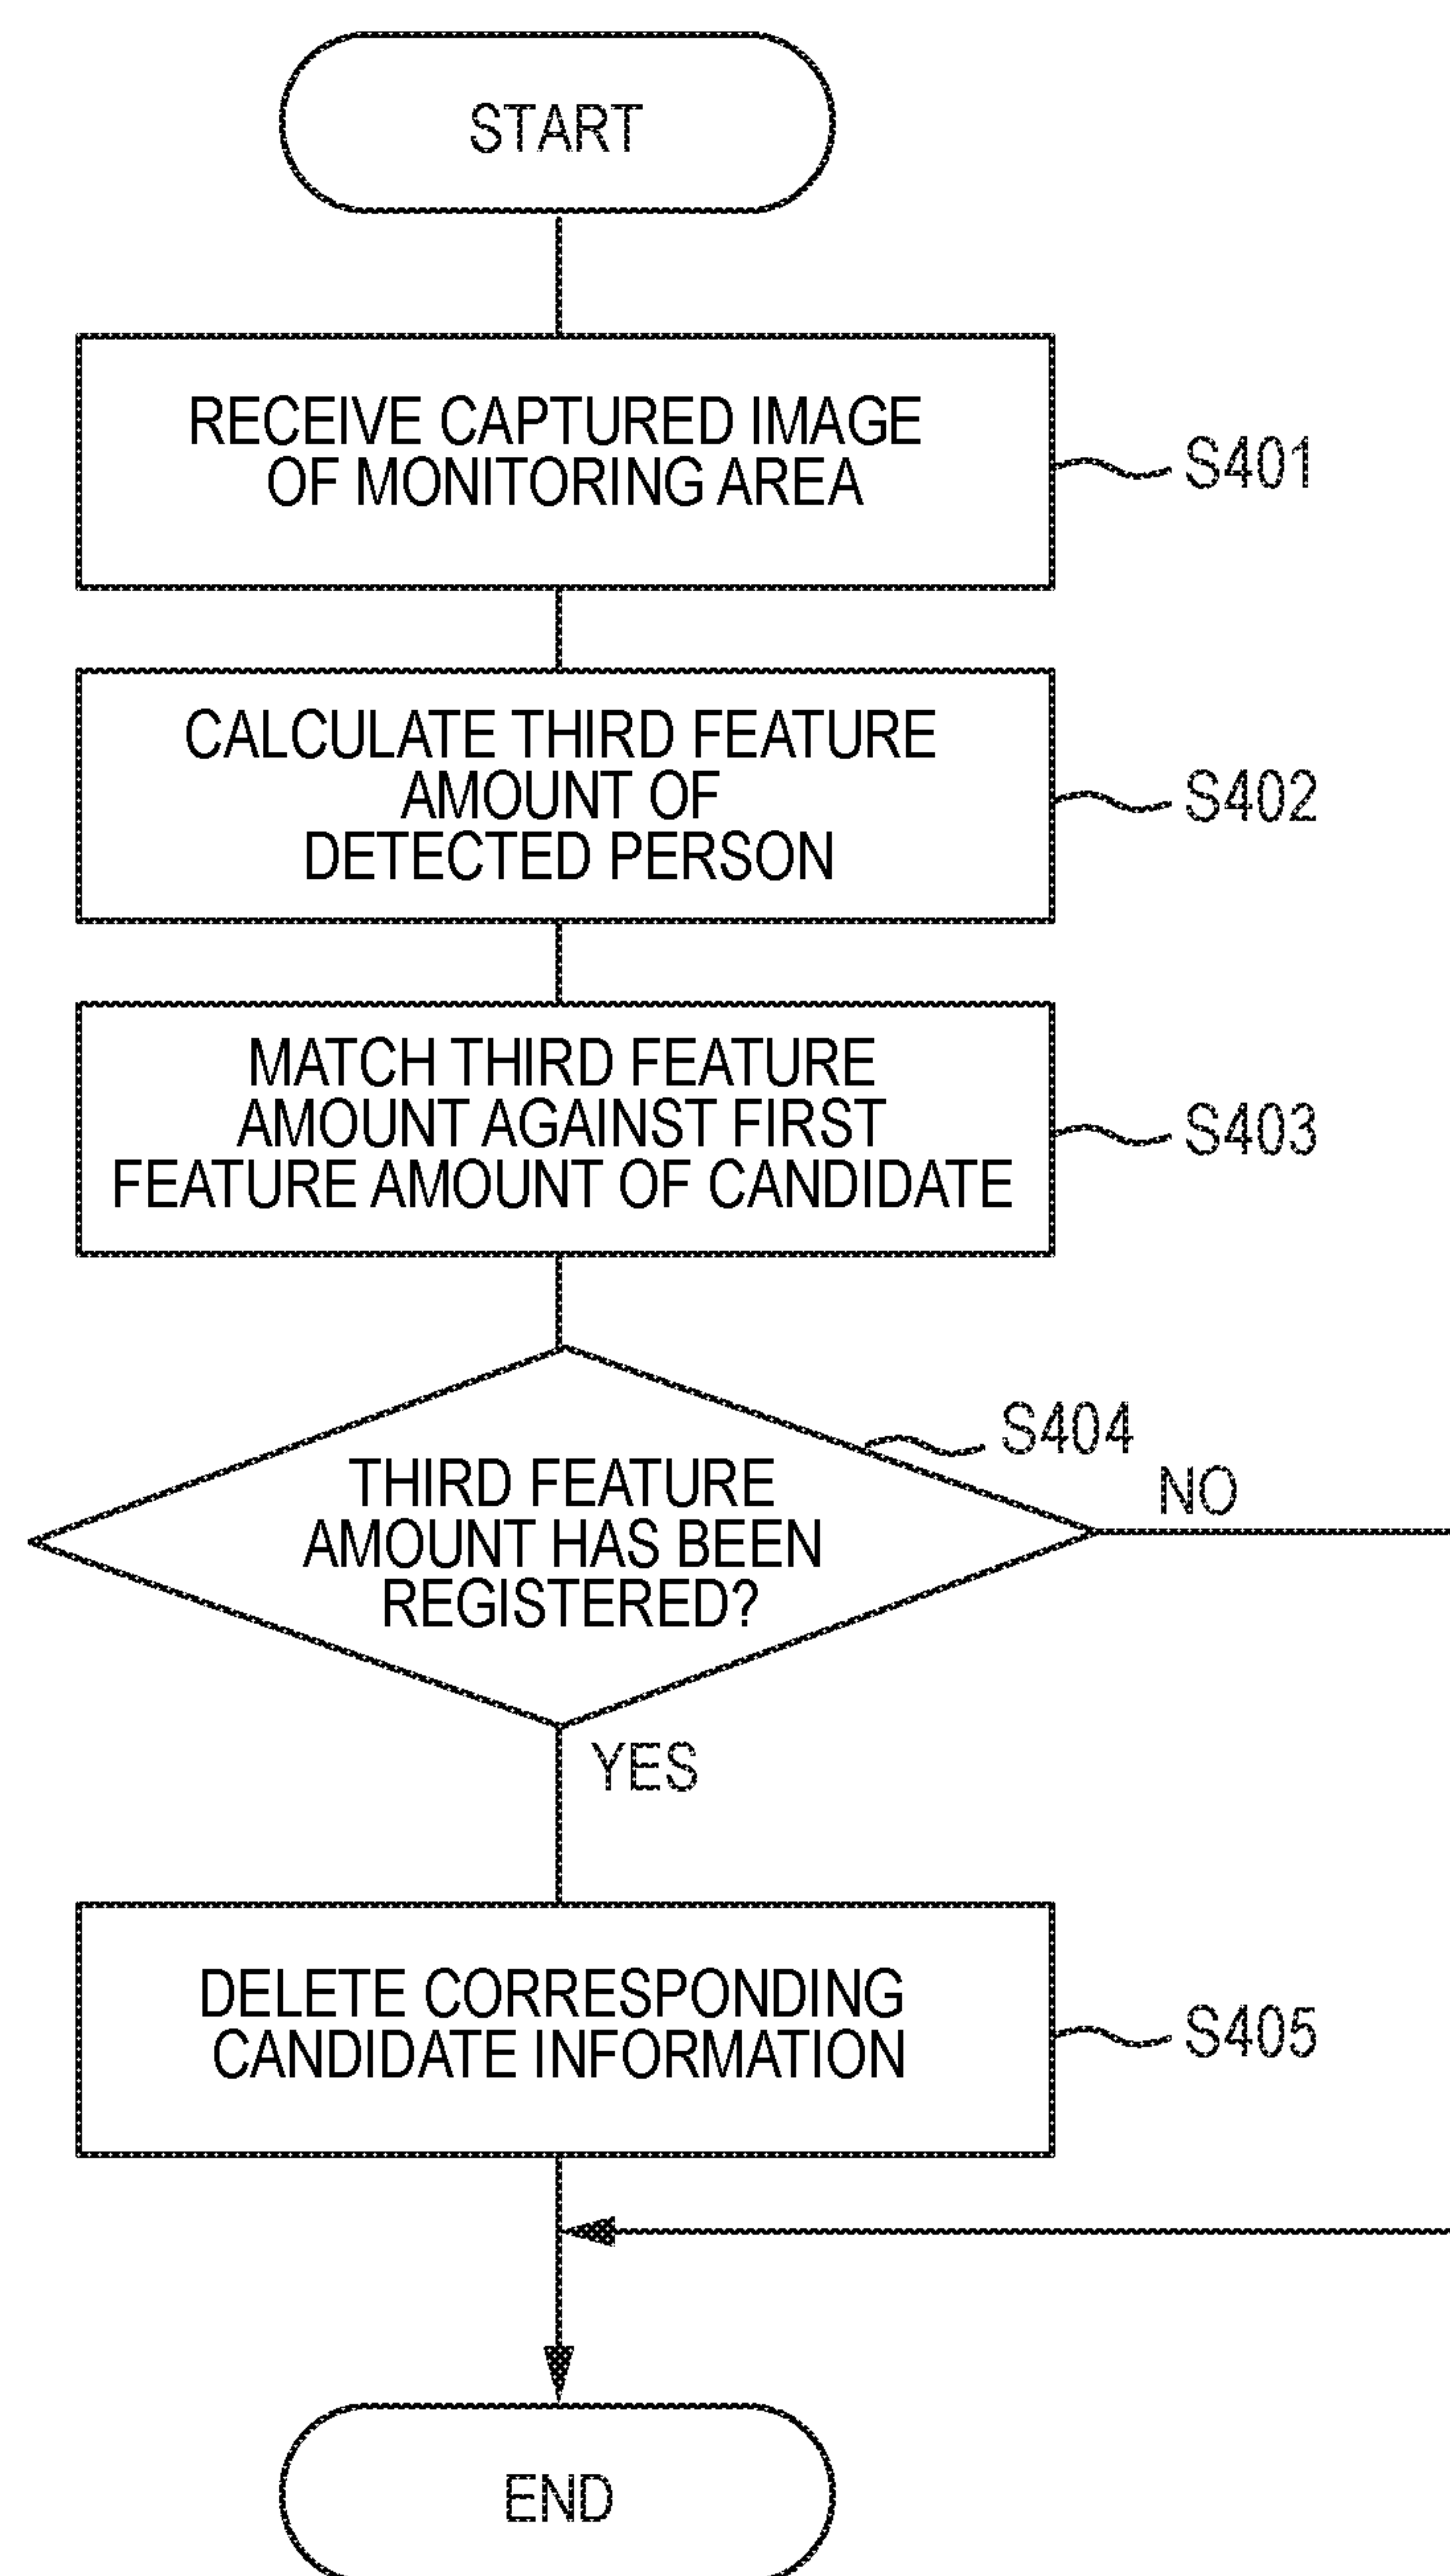 START
RECEIVE CAPTURED IMAGE
OF MONITORING AREA
S401
CALCULATE THIRD FEATURE
AMOUNT OF
DETECTED PERSON
S402
MATCH THIRD FEATURE
AMOUNT AGAINST FIRST
FEATURE AMOUNT OF CANDIDATE
S403
S404
THIRD FEATURE
AMOUNT HAS BEEN
REGISTERED?
NO
YES
DELETE CORRESPONDING
CANDIDATE INFORMATION
S405
END